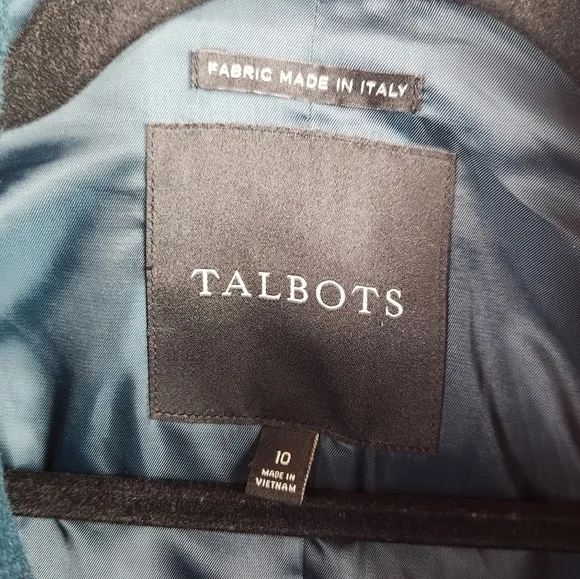 FABRIC MADE IN ITALY
TALBOTS
10
MADE IN
VIETNAM